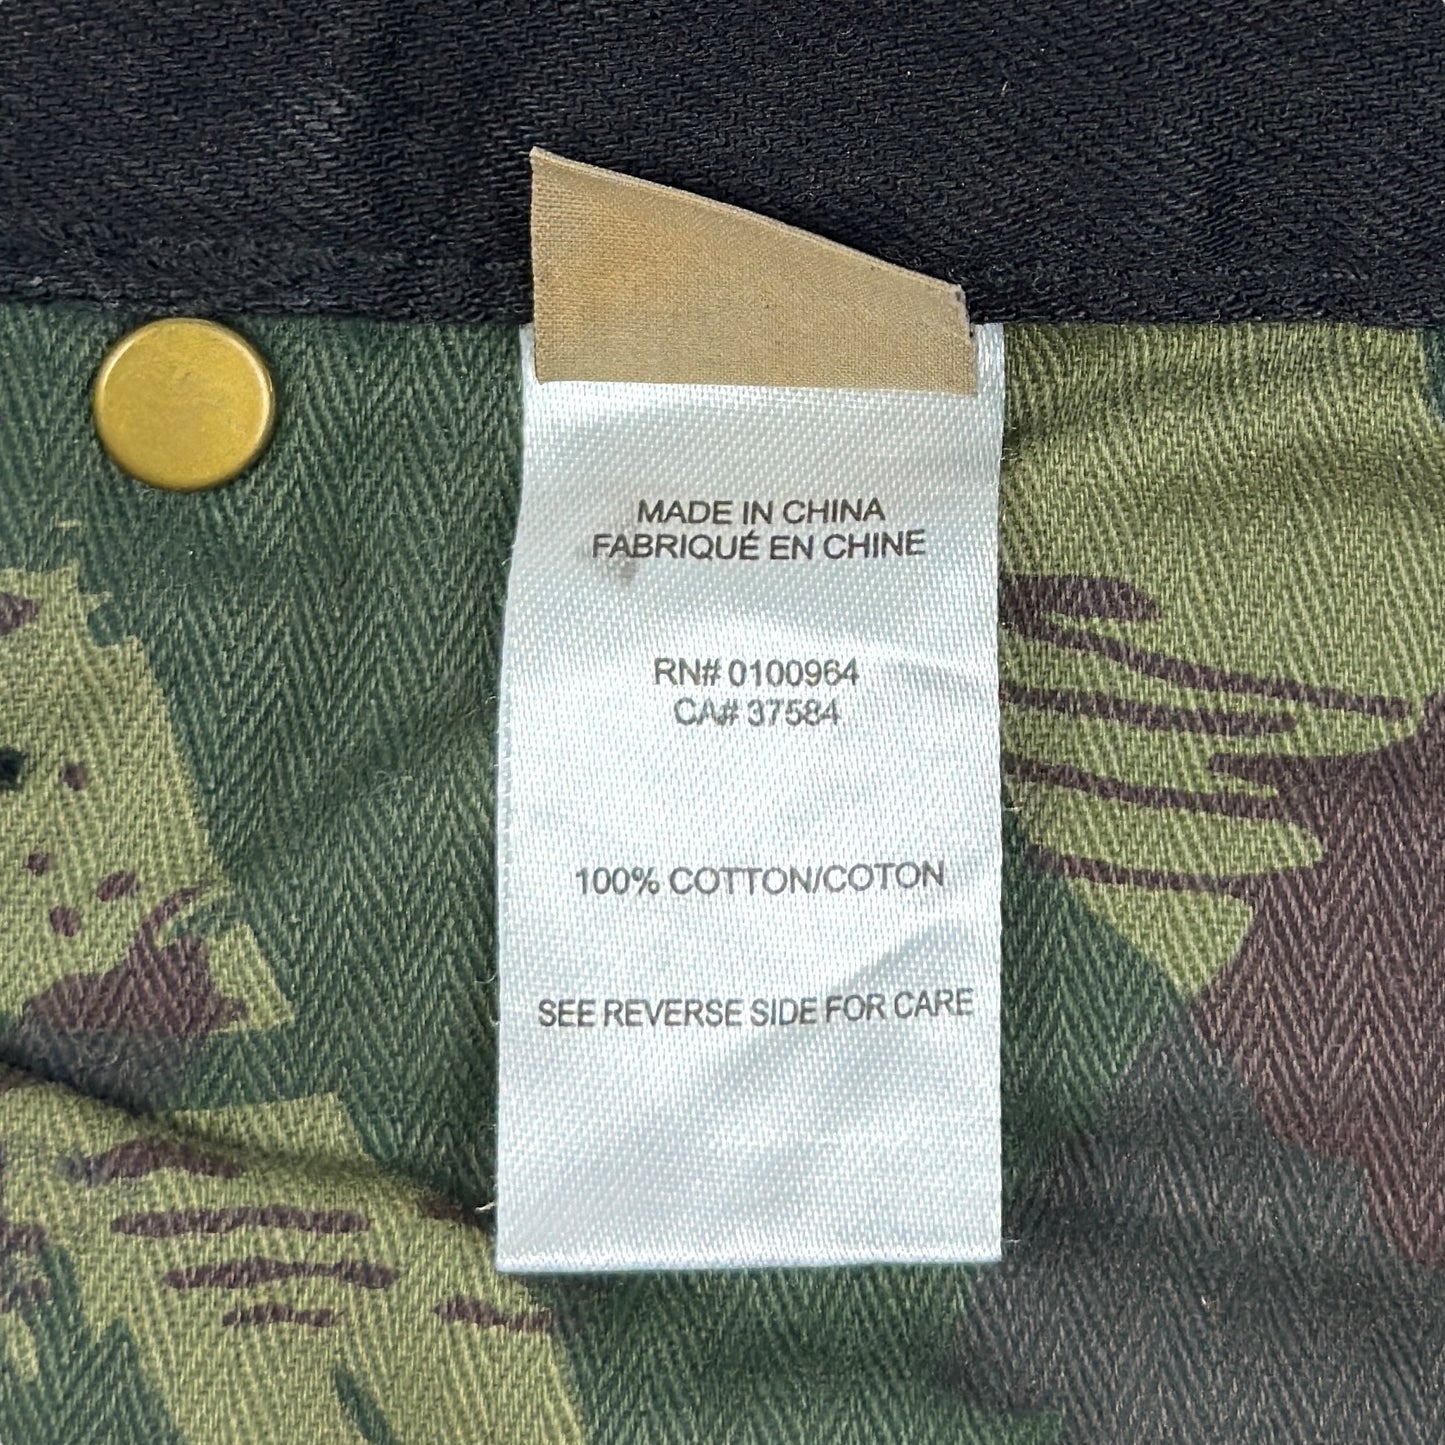 MADE IN CHINA
FABRIQUÉ EN CHINE
RN# 0100964
CA# 37584
100% COTTON/COTON
SEE REVERSE SIDE FOR CARE